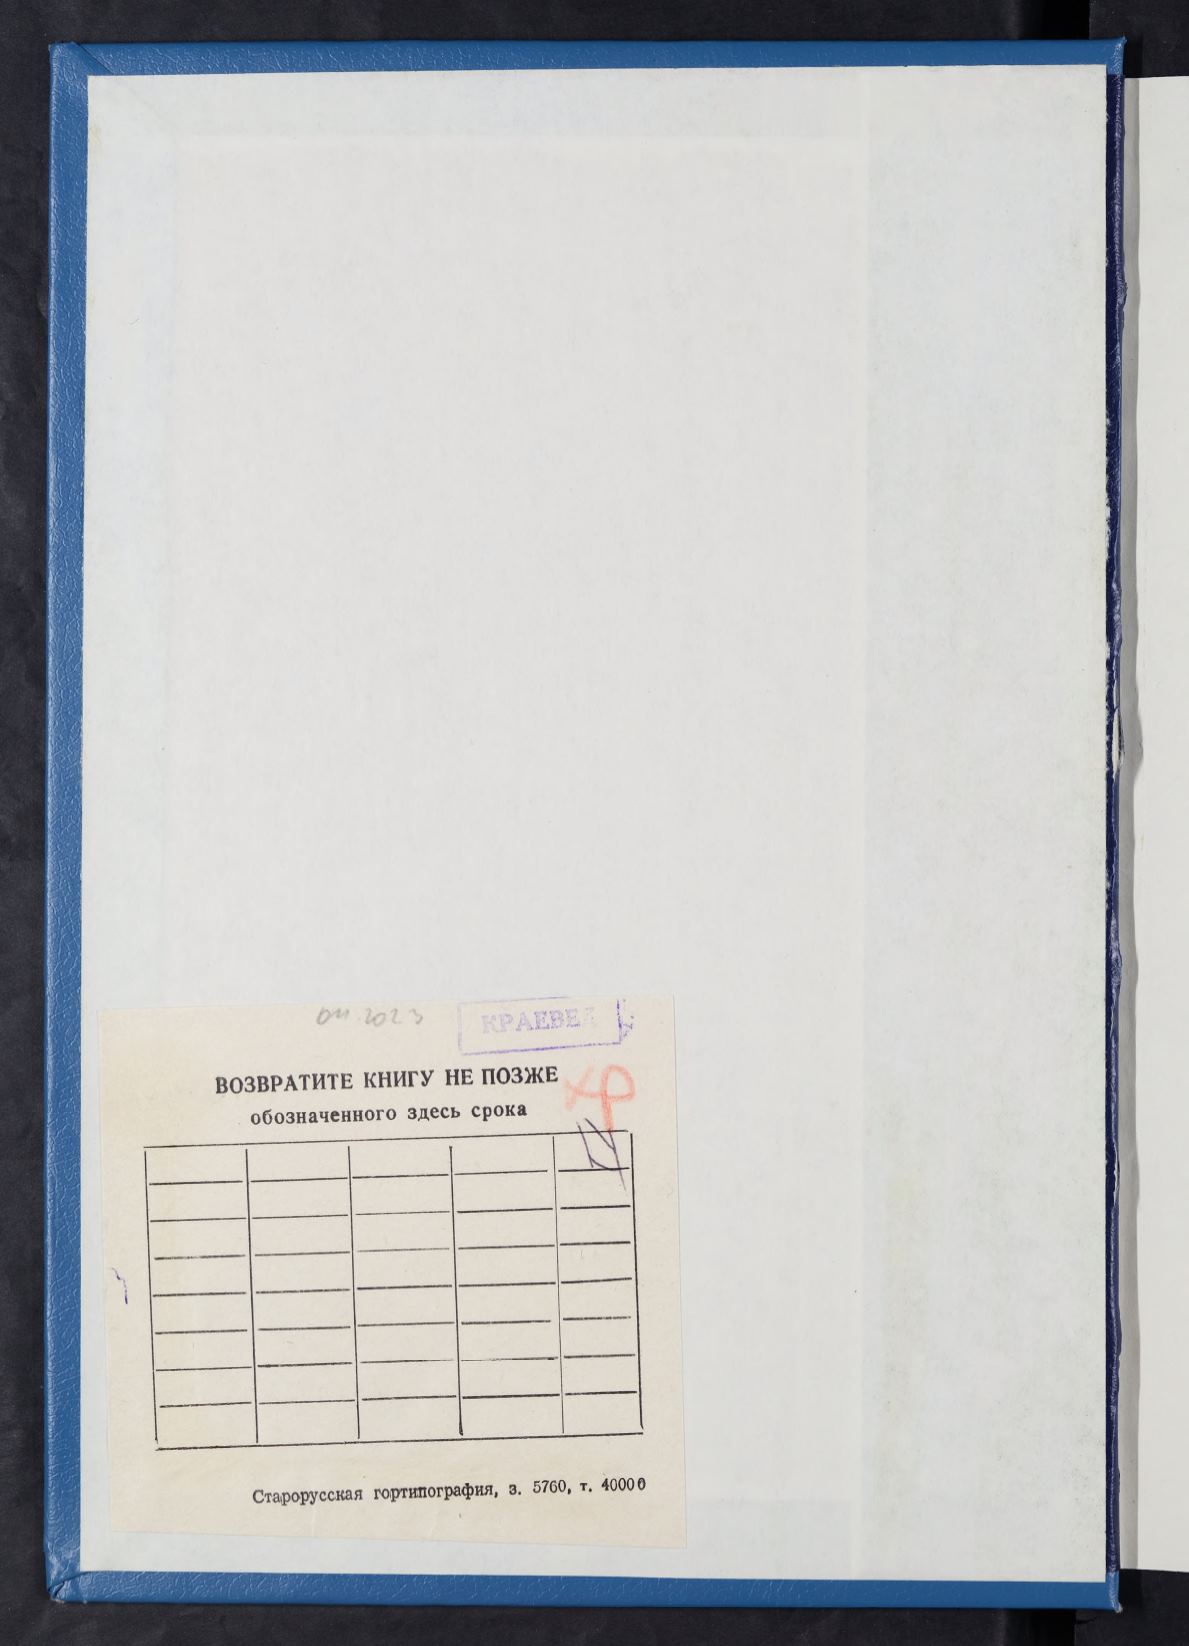 04.2023
КРАЕВЕД
ВОЗВРАТИТЕ КНИГУ НЕ ПОЗЖЕ
хр
обозначенного здесь срока
Старорусская гортипография, з. 5760, т. 40000